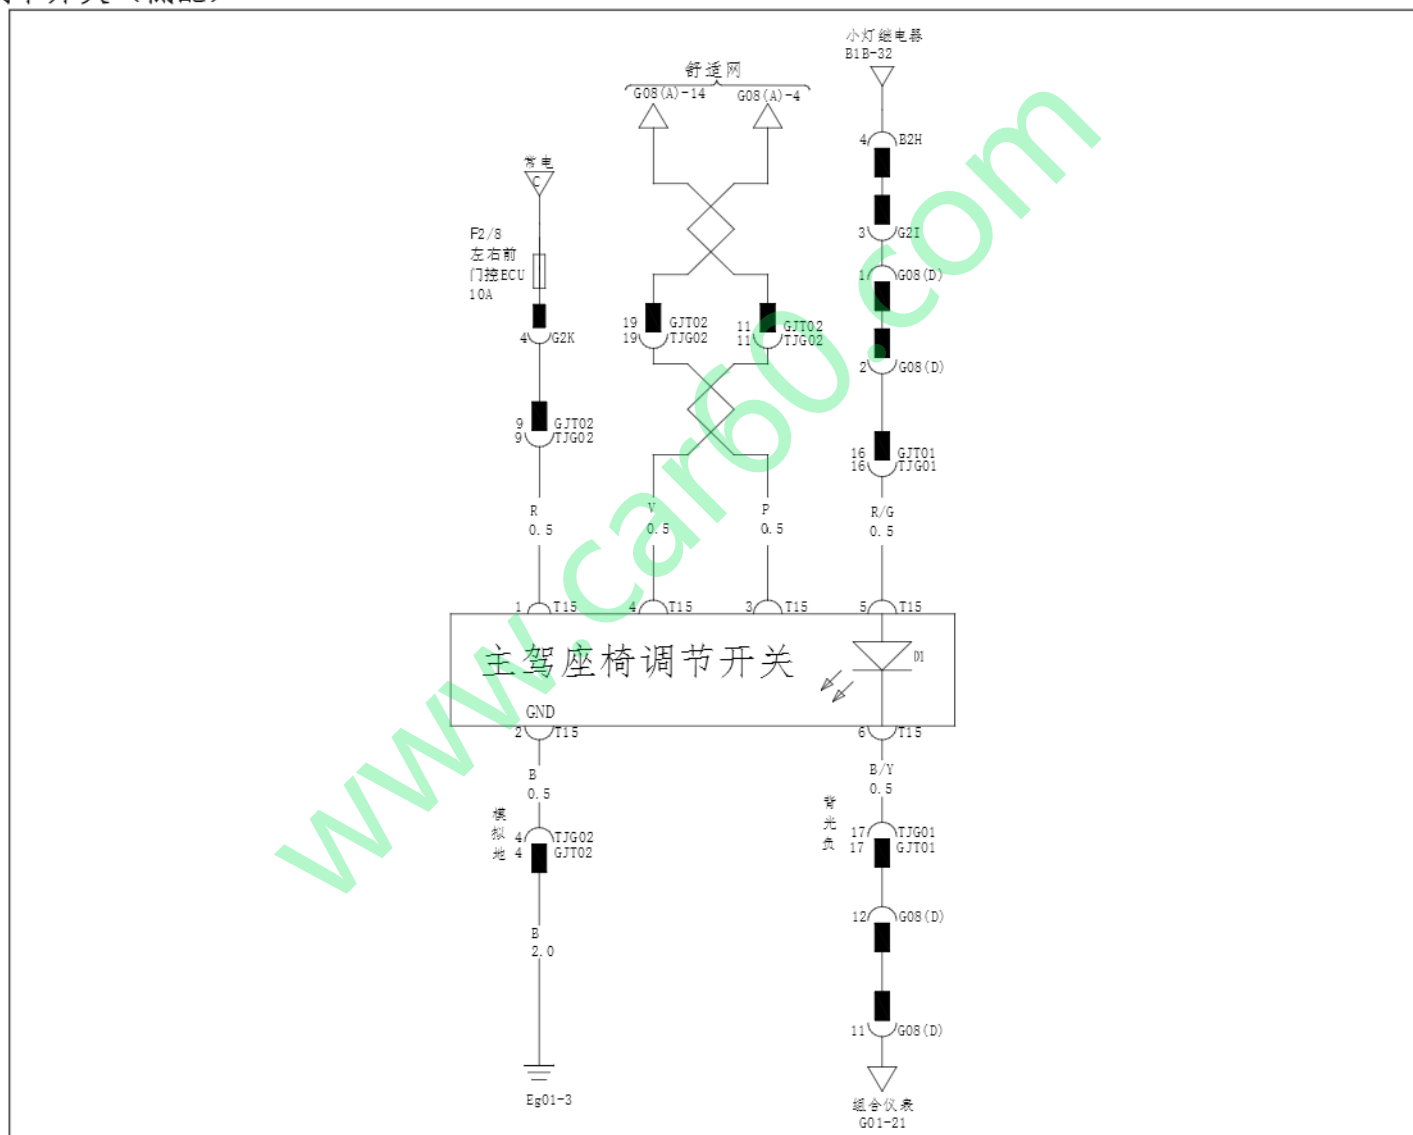 小灯继电器
B1B-32
舒适网
G08(A)-14
G08(A)-4
4
B2H
常电
C
3
G2I
F2/8
左右前
门控ECU
10A
1
G08(D)
19
GJT02
19
TJG02
11
GJT02
11
TJG02
4
G2K
2
G08(D)
9
GJT02
9
TJG02
16
GJT01
16
TJG01
R
0.5
V
0.5
P
0.5
R/G
0.5
1
T15
4
T15
3
T15
5
T15
主驾座椅调节开关
D1
GND
2
T15
6
T15
B
0.5
B/Y
0.5
模拟地
4
TJG02
4
GJT02
背光负
17
TJG01
17
GJT01
B
2.0
12
G08(D)
11
G08(D)
Eg01-3
组合仪表
G01-21
www.car60.com